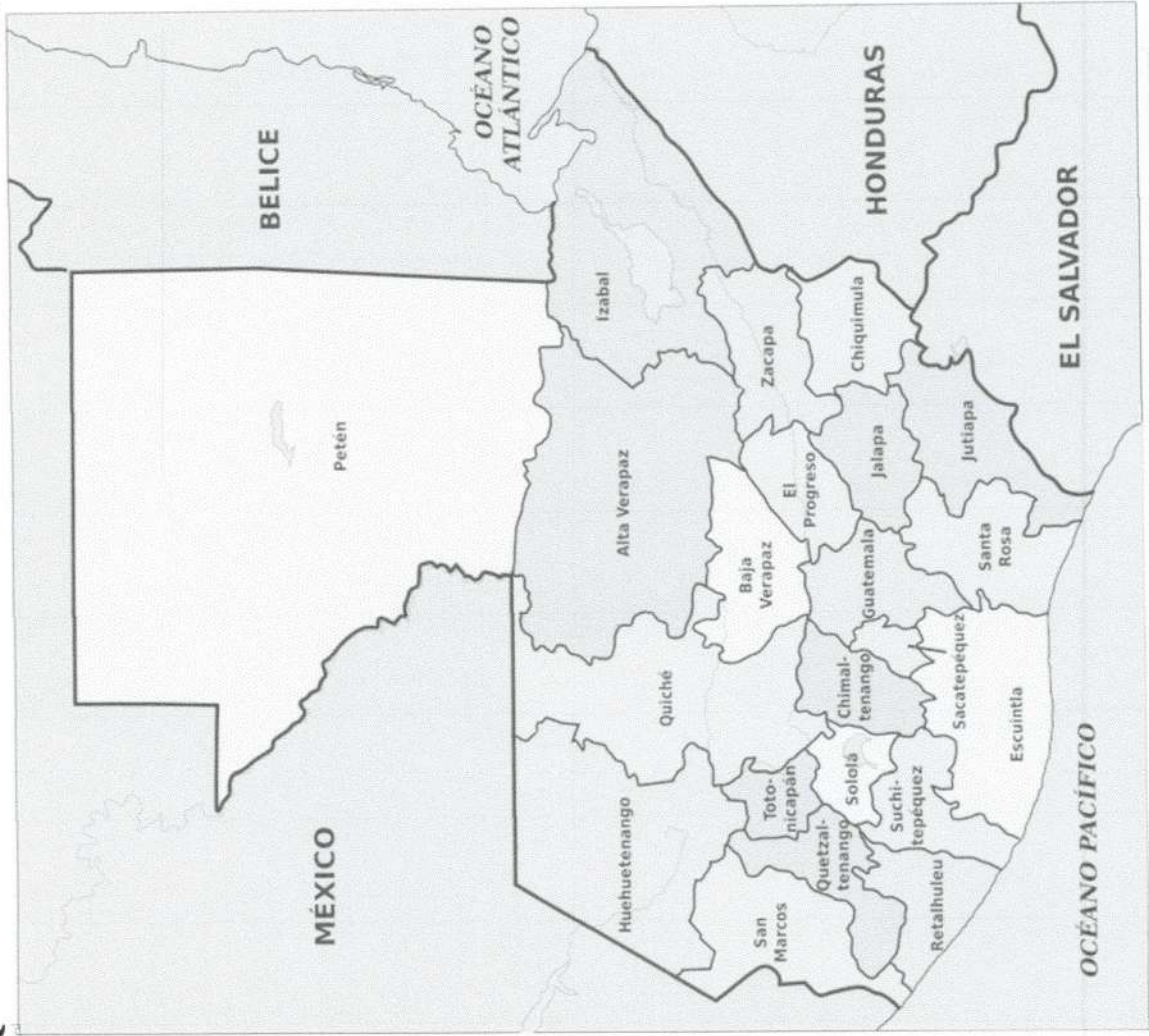 BELICE
OCÉANO
ATLÁNTICO
Petén
MÉXICO
HONDURAS
EL SALVADOR
Izabal
Alta Verapaz
Zacapa
Chiquimula
Quiché
Huehuetenango
Baja
Verapaz
El
Progreso
Jalapa
Jutiapa
Guatemala
Santa
Rosa
Chimal-
tenango
Sacatepéquez
Escuintla
Toto-
nicapán
Sololá
Suchi-
tepéquez
Quetzal-
tenango
San
Marcos
Retalhuleu
OCÉANO PACÍFICO